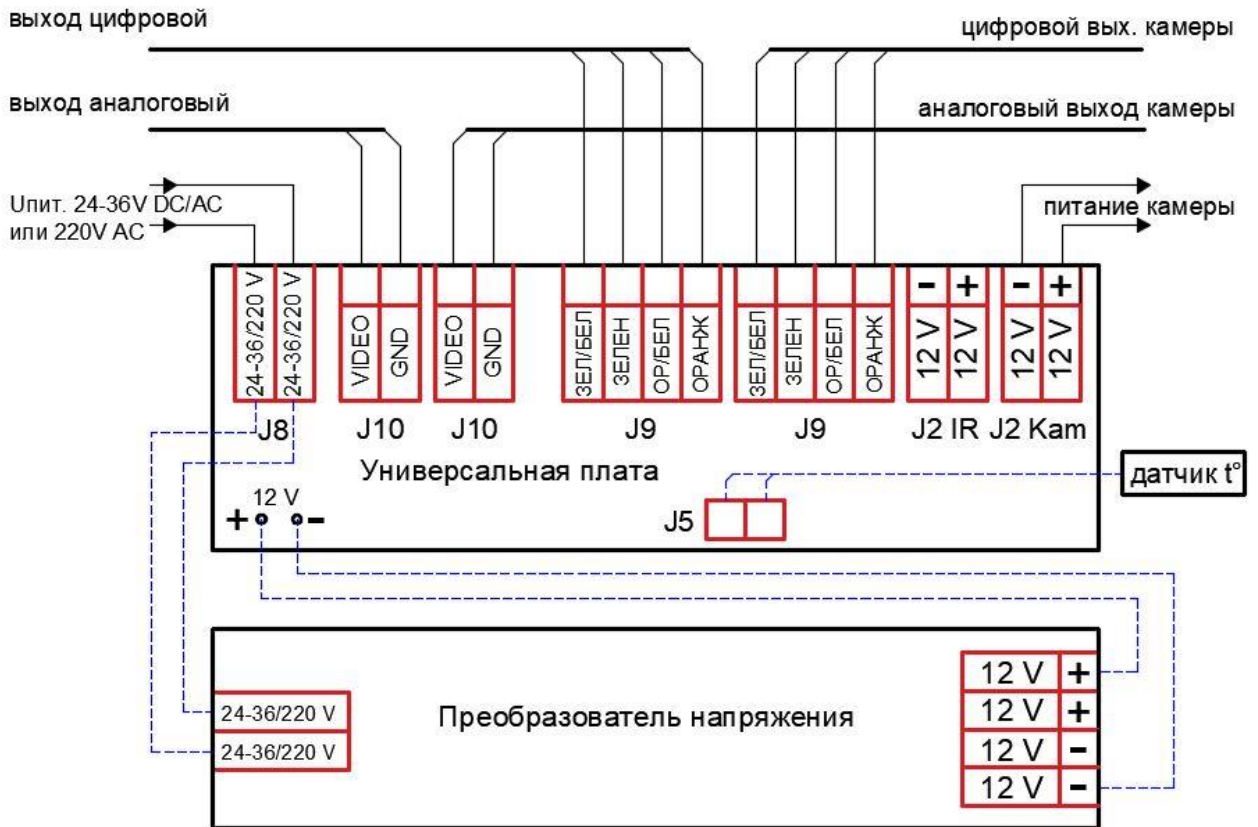 выход цифровой
цифровой вых. камеры
выход аналоговый
аналоговый выход камеры
Uпит. 24-36V DC/AC
или 220V AC
питание камеры
24-36/220 V
24-36/220 V
VIDEO
GND
VIDEO
GND
ЗЕЛ/БЕЛ
ЗЕЛЕН
ОР/БЕЛ
ОРАНЖ
ЗЕЛ/БЕЛ
ЗЕЛЕН
ОР/БЕЛ
ОРАНЖ
12 V -
12 V +
12 V -
12 V +
J8
J10
J10
J9
J9
J2 IR
J2 Kam
Универсальная плата
датчик t°
12 V
+ -
J5
24-36/220 V
24-36/220 V
Преобразователь напряжения
12 V +
12 V +
12 V -
12 V -